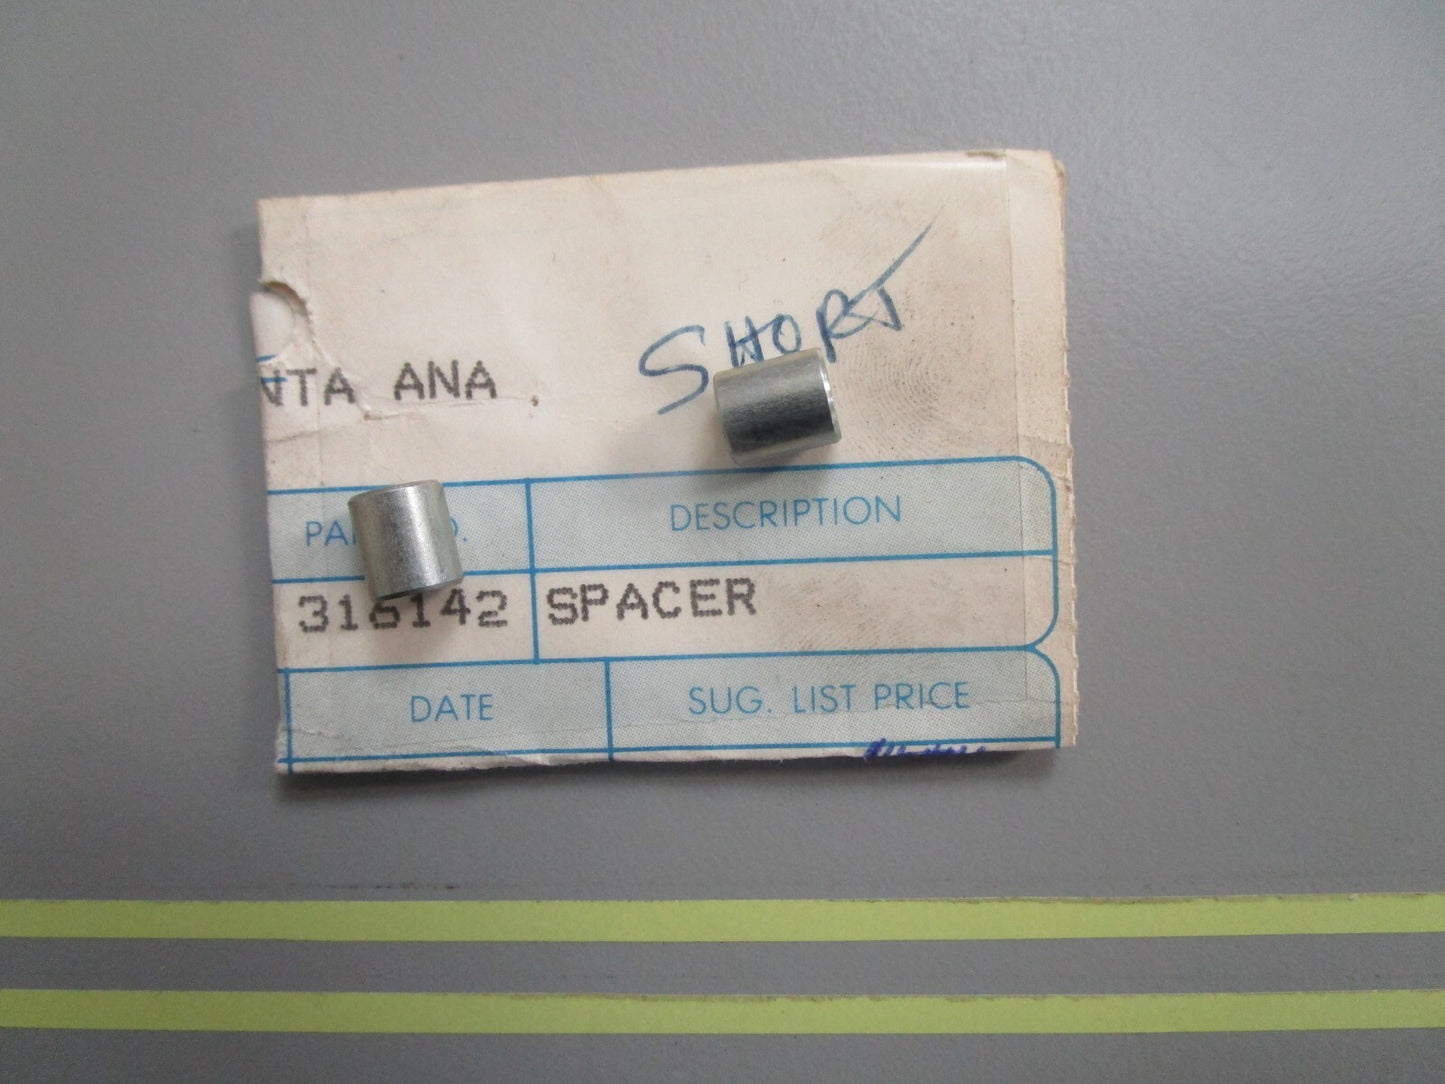 SHORT
NTA ANA
PA O. DESCRIPTION
316142 SPACER
DATE SUG. LIST PRICE